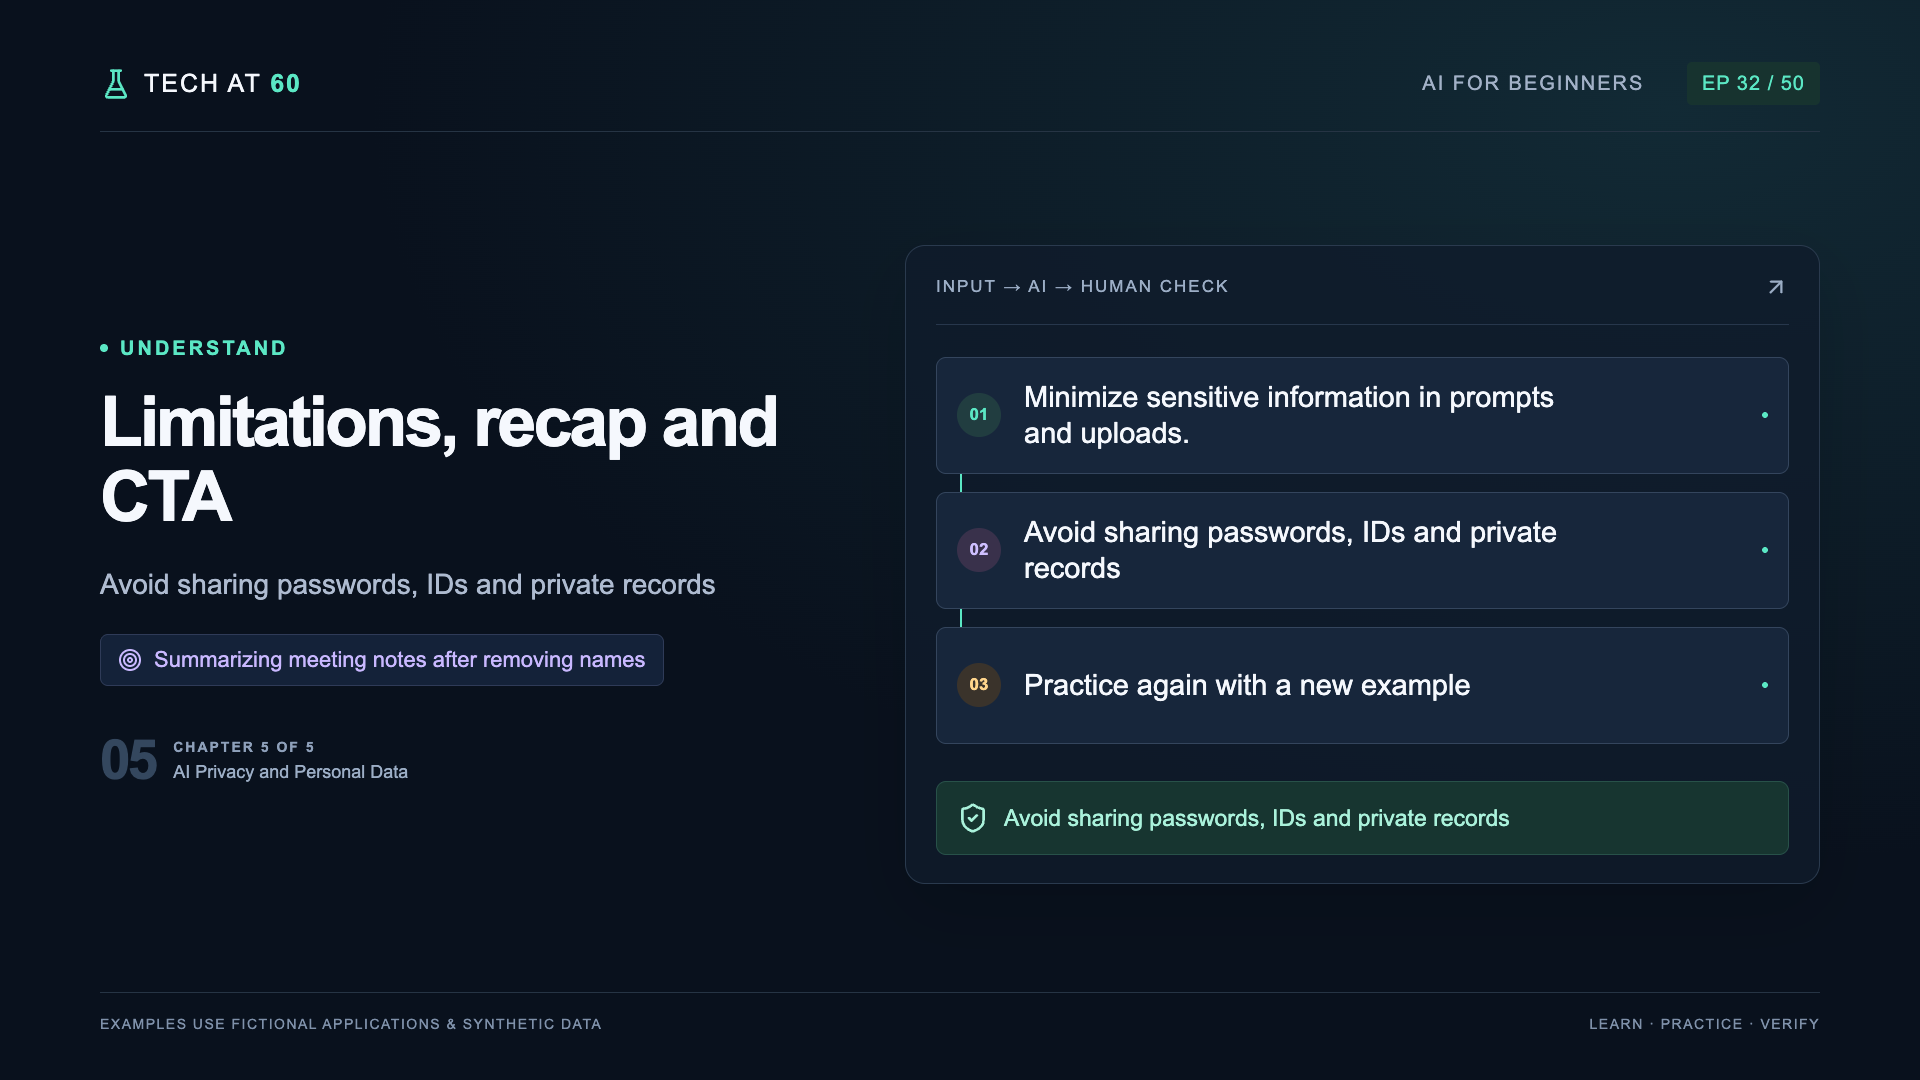 TECH AT 60
AI FOR BEGINNERS
EP 32 / 50
• UNDERSTAND
Limitations, recap and
CTA
Avoid sharing passwords, IDs and private records
Summarizing meeting notes after removing names
05
CHAPTER 5 OF 5
AI Privacy and Personal Data
INPUT → AI → HUMAN CHECK
01
Minimize sensitive information in prompts
and uploads.
02
Avoid sharing passwords, IDs and private
records
03
Practice again with a new example
Avoid sharing passwords, IDs and private records
EXAMPLES USE FICTIONAL APPLICATIONS & SYNTHETIC DATA
LEARN · PRACTICE · VERIFY